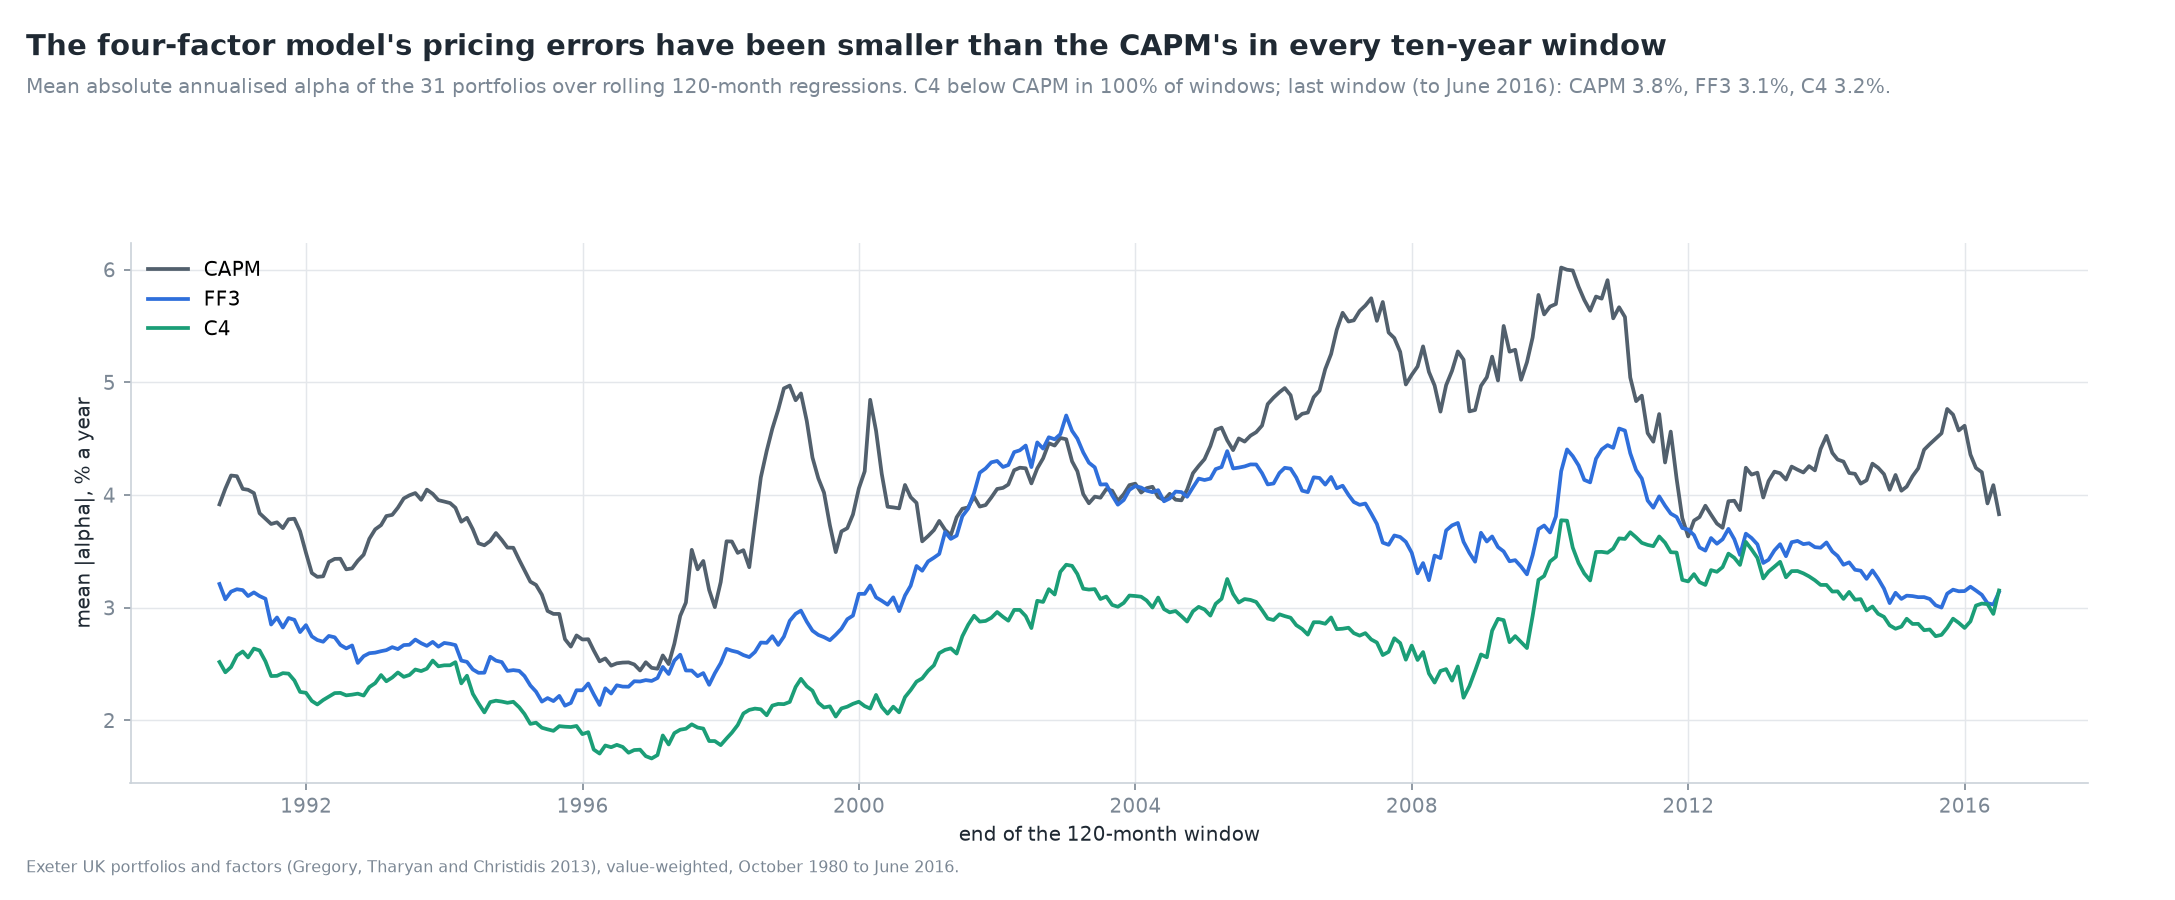 The four-factor model's pricing errors have been smaller than the CAPM's in every ten-year window
Mean absolute annualised alpha of the 31 portfolios over rolling 120-month regressions. C4 below CAPM in 100% of windows; last window (to June 2016): CAPM 3.8%, FF3 3.1%, C4 3.2%.
CAPM
FF3
C4
mean |alpha|, % a year
6
5
4
3
2
1992 1996 2000 2004 2008 2012 2016
end of the 120-month window
Exeter UK portfolios and factors (Gregory, Tharyan and Christidis 2013), value-weighted, October 1980 to June 2016.